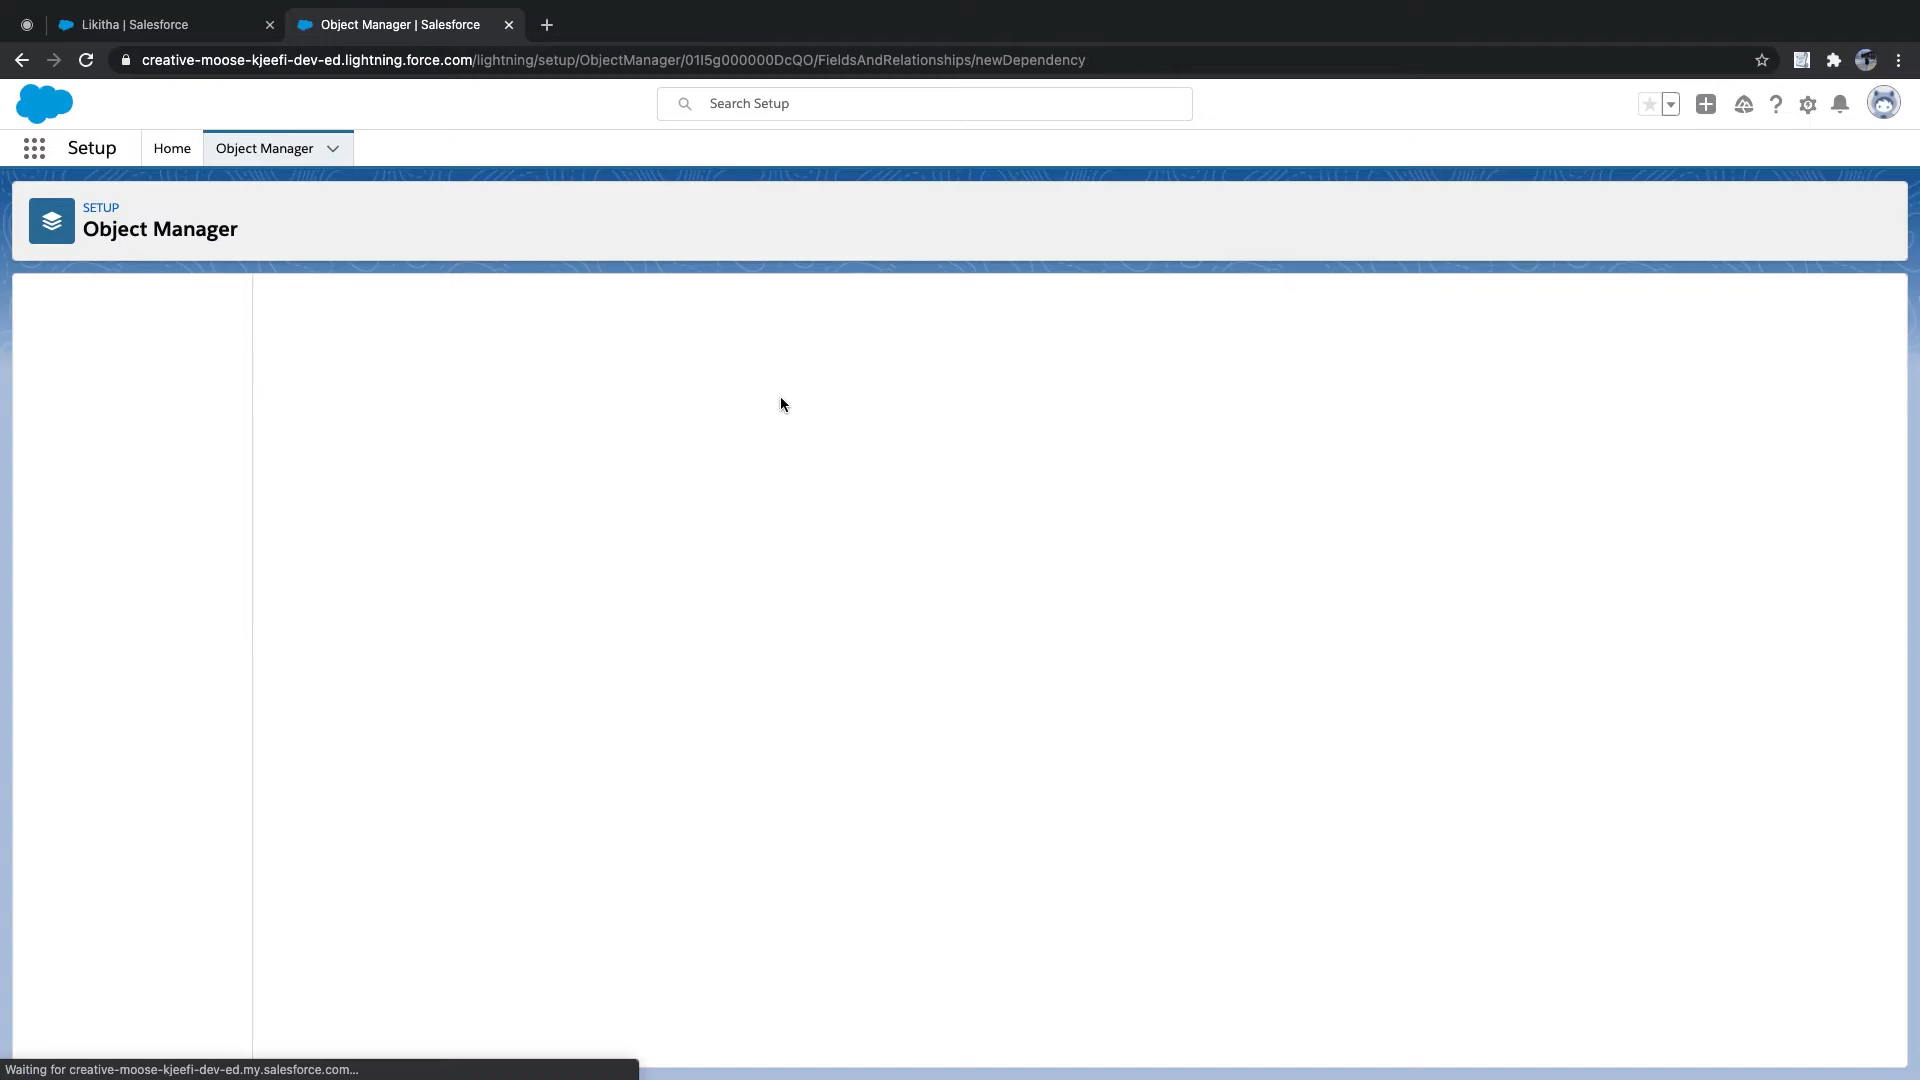 Likitha | Salesforce
Object Manager | Salesforce
creative-moose-kjeefi-dev-ed.lightning.force.com/lightning/setup/ObjectManager/01I5g000000DcQO/FieldsAndRelationships/newDependency
Search Setup
Setup
Home
Object Manager
SETUP
Object Manager
Waiting for creative-moose-kjeefi-dev-ed.my.salesforce.com...